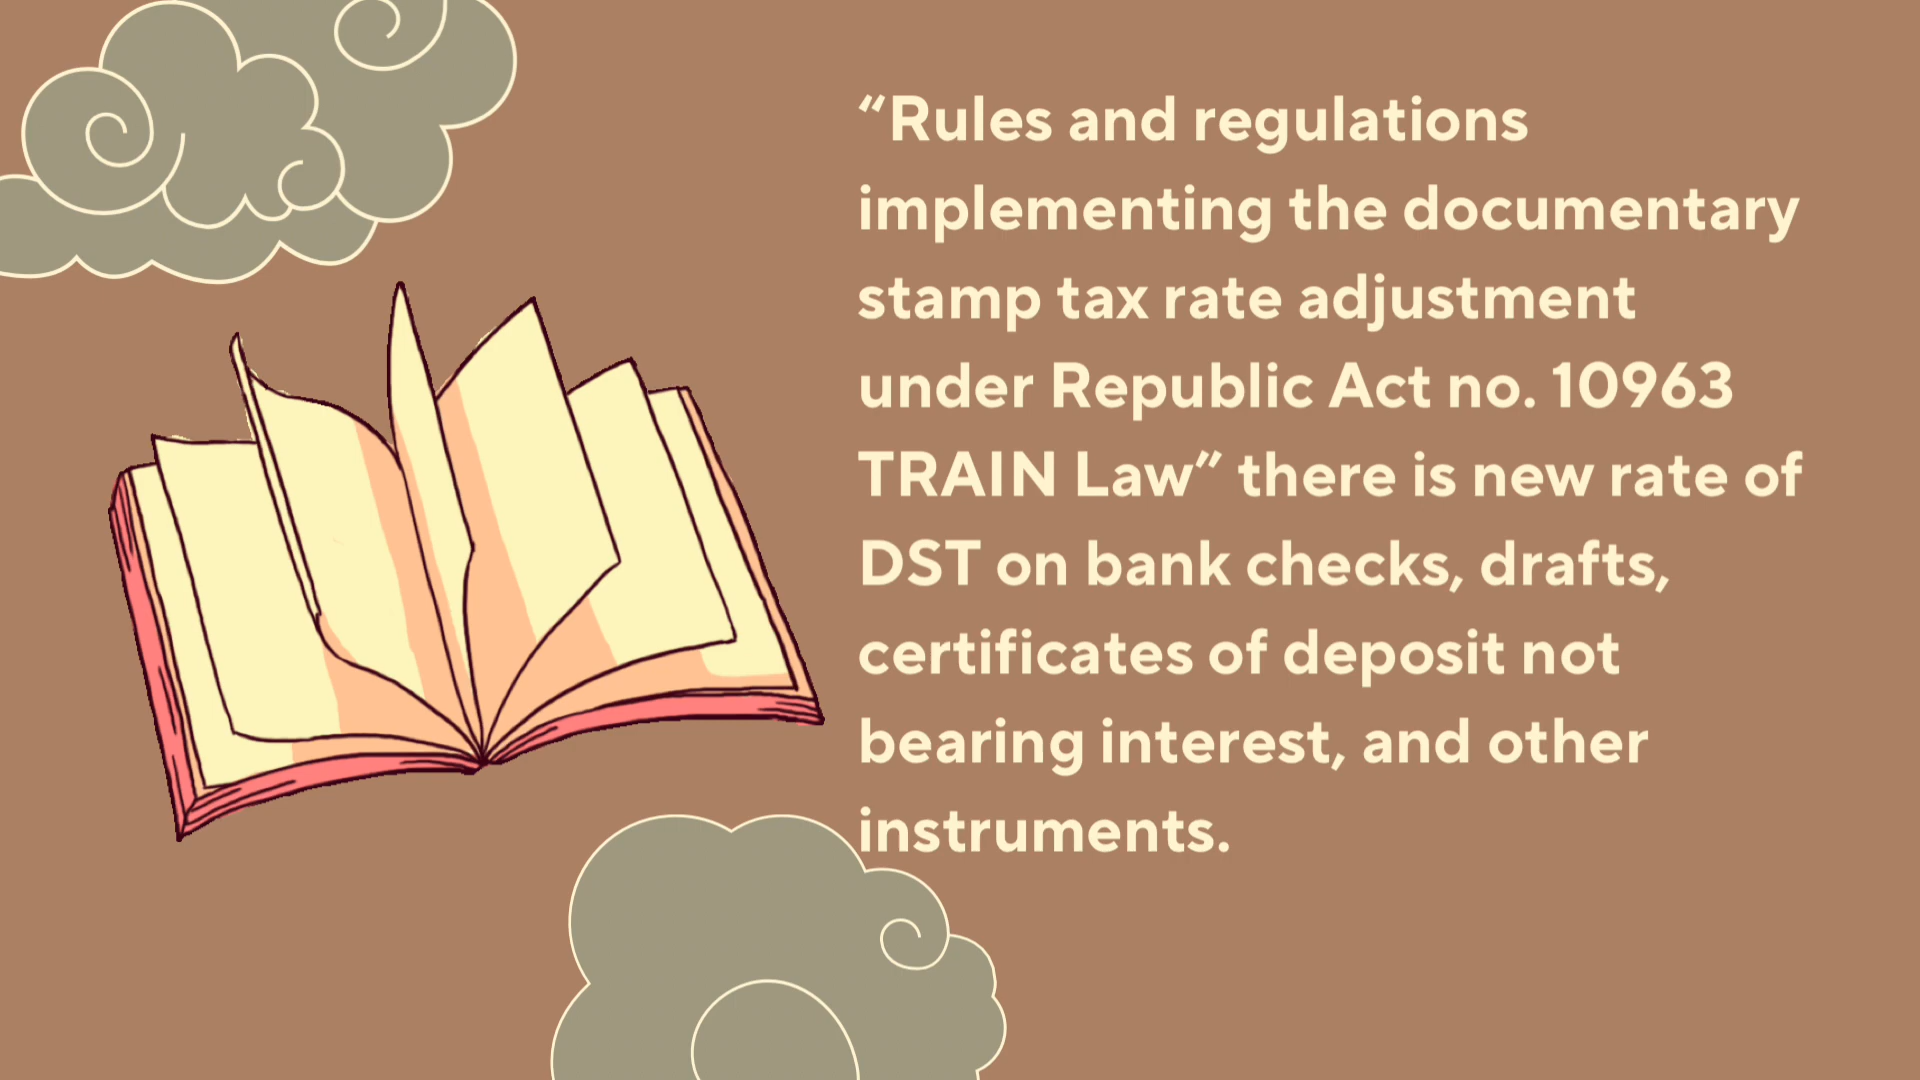 “Rules and regulations
implementing the documentary
stamp tax rate adjustment
under Republic Act no. 10963
TRAIN Law” there is new rate of
DST on bank checks, drafts,
certificates of deposit not
bearing interest, and other
instruments.